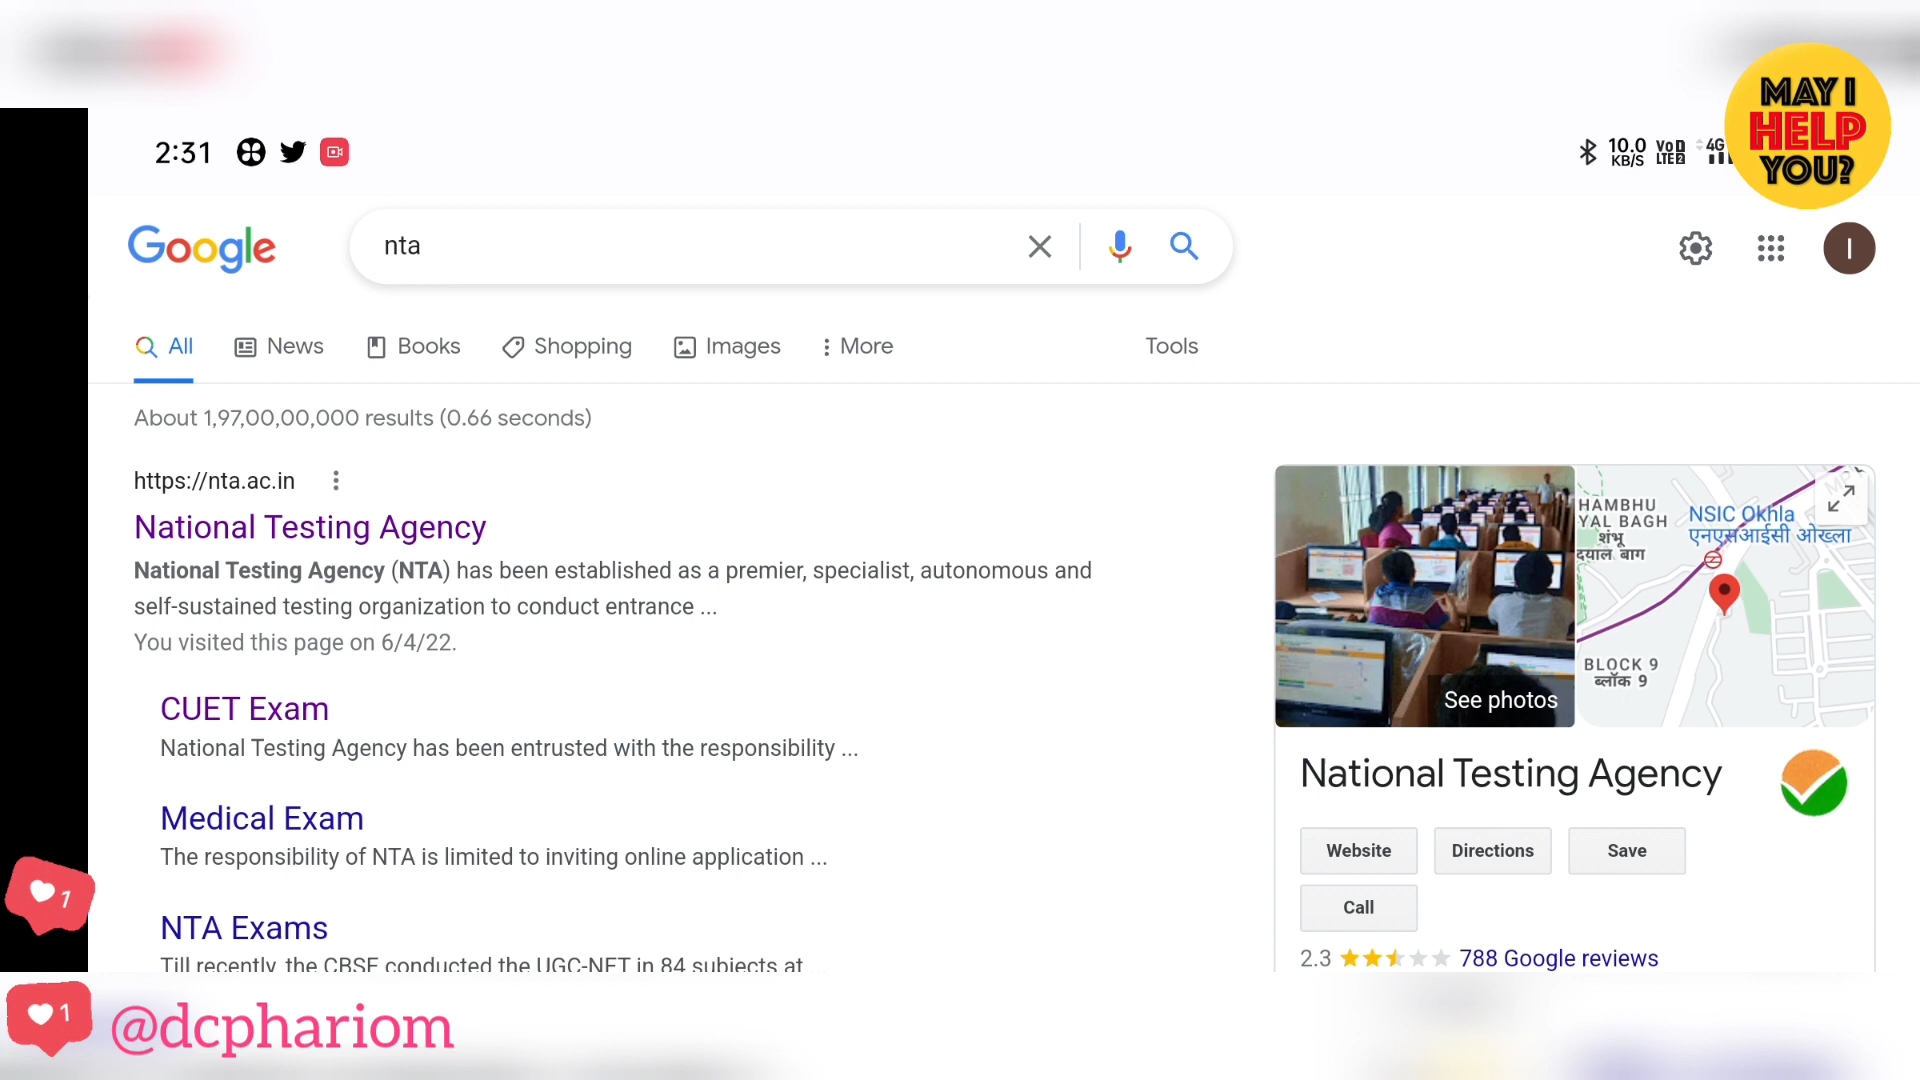 MAY I
HELP
YOU?
2:31
10.0
KB/S
VoD
LTE2
4G
Google
nta
I
All
News
Books
Shopping
Images
More
Tools
About 1,97,00,00,000 results (0.66 seconds)
https://nta.ac.in
National Testing Agency
National Testing Agency (NTA) has been established as a premier, specialist, autonomous and
self-sustained testing organization to conduct entrance ...
You visited this page on 6/4/22.
CUET Exam
National Testing Agency has been entrusted with the responsibility ...
Medical Exam
The responsibility of NTA is limited to inviting online application ...
NTA Exams
Till recently, the CBSE conducted the UGC-NET in 84 subjects at
See photos
HAMBHU
YAL BAGH
शंभू
दयाल बाग
NSIC Okhla
एनएसआईसी ओख्ला
BLOCK 9
ब्लॉक 9
National Testing Agency
Website
Directions
Save
Call
2.3
788 Google reviews
1
1
@dcphariom